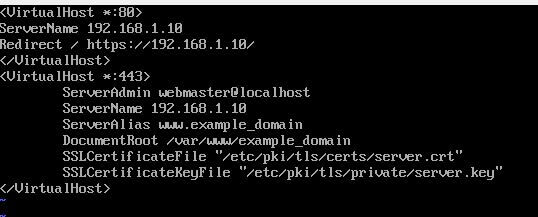 <VirtualHost *:80>
ServerName 192.168.1.10
Redirect / https://192.168.1.10/
</VirtualHost>
<VirtualHost *:443>
        ServerAdmin webmaster@localhost
        ServerName 192.168.1.10
        ServerAlias www.example_domain
        DocumentRoot /var/www/example_domain
        SSLCertificateFile "/etc/pki/tls/certs/server.crt"
        SSLCertificateKeyFile "/etc/pki/tls/private/server.key"
</VirtualHost>
~
~